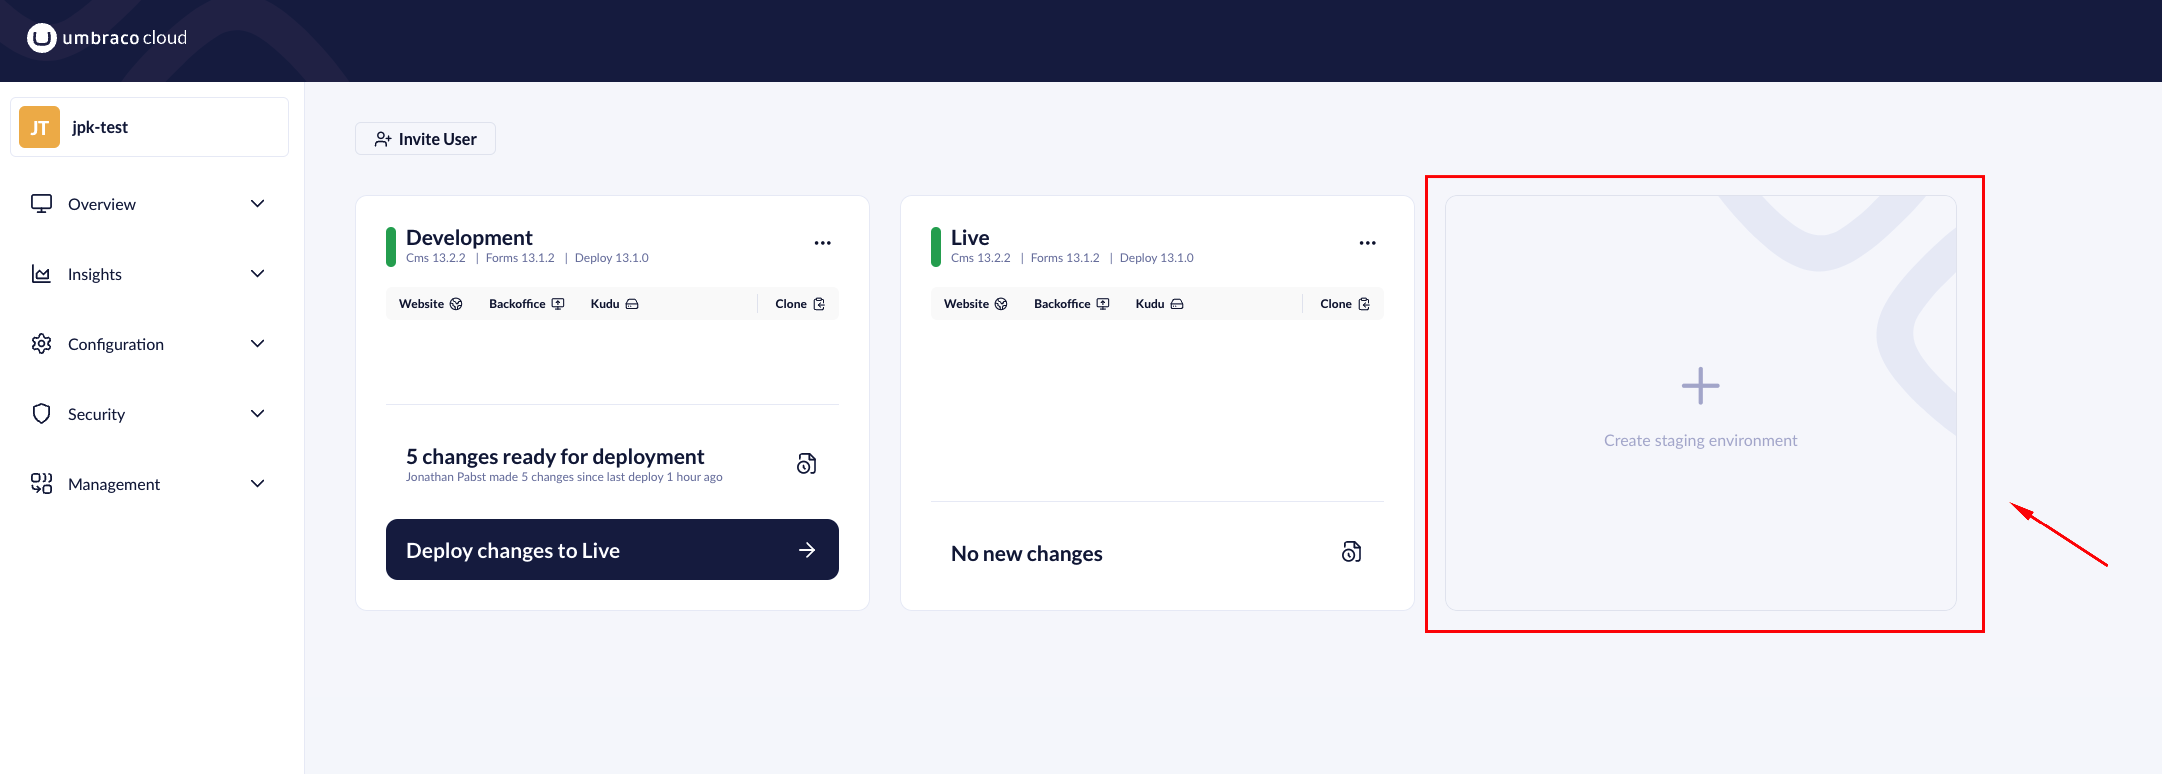 umbraco cloud
JT
jpk-test
Overview
Insights
Configuration
Security
Management
Invite User
Development
Cms 13.2.2 | Forms 13.1.2 | Deploy 13.1.0
Website Backoffice Kudu Clone
5 changes ready for deployment
Jonathan Pabst made 5 changes since last deploy 1 hour ago
Deploy changes to Live
Live
Cms 13.2.2 | Forms 13.1.2 | Deploy 13.1.0
Website Backoffice Kudu Clone
No new changes
Create staging environment